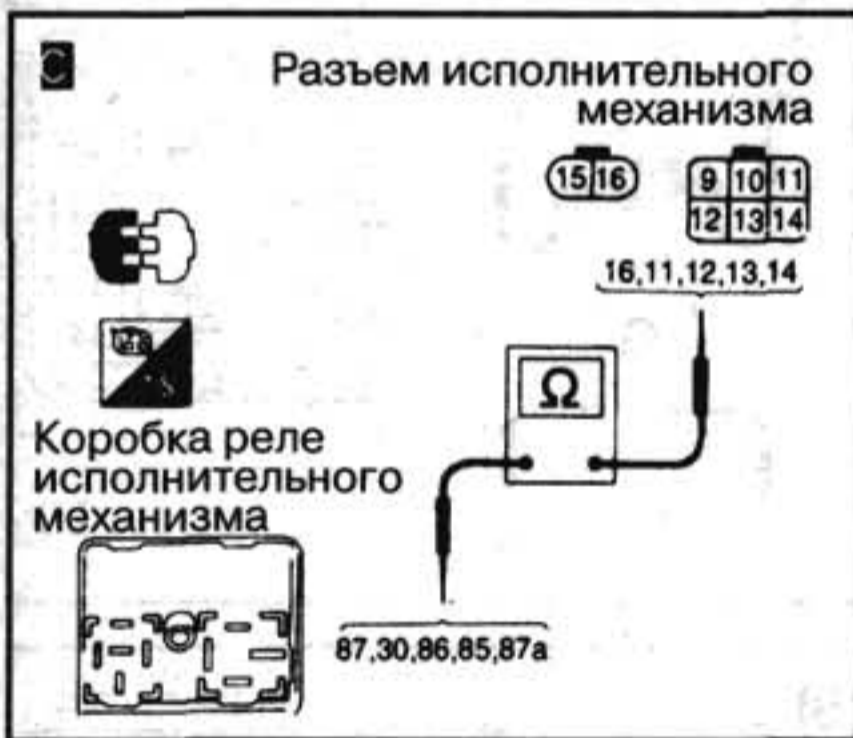 C
Разъем исполнительного
механизма
15 16
9 10 11
12 13 14
16,11,12,13,14
Ω
Коробка реле
исполнительного
механизма
87,30,86,85,87a